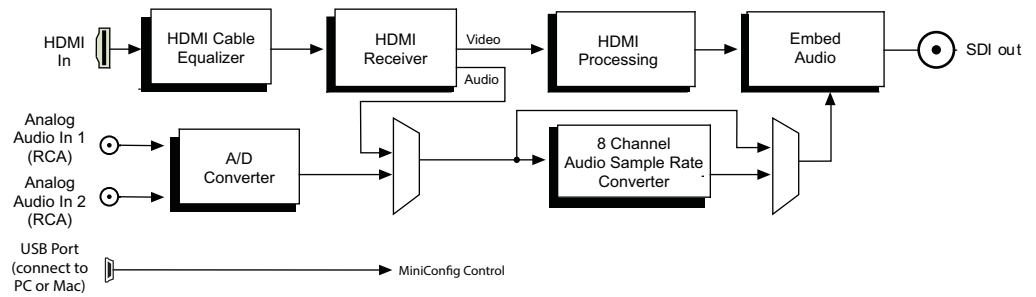 HDMI
In
HDMI Cable
Equalizer
HDMI
Receiver
Video
Audio
HDMI
Processing
Embed
Audio
SDI out
Analog
Audio In 1
(RCA)
Analog
Audio In 2
(RCA)
A/D
Converter
8 Channel
Audio Sample Rate
Converter
USB Port
(connect to
PC or Mac)
MiniConfig Control